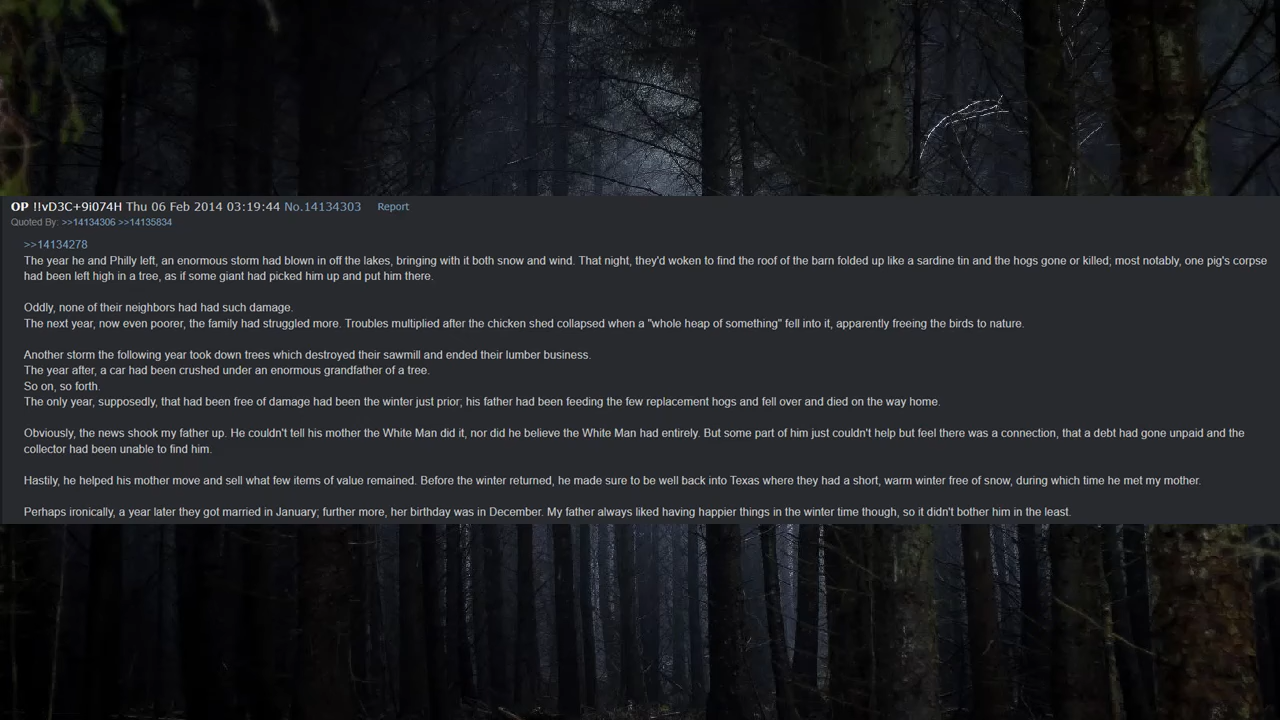 OP !!vD3C+9i074H Thu 06 Feb 2014 03:19:44 No.14134303 Report
Quoted By: >>14134306 >>14135834
>>14134278
The year he and Philly left, an enormous storm had blown in off the lakes, bringing with it both snow and wind. That night, they'd woken to find the roof of the barn folded up like a sardine tin and the hogs gone or killed; most notably, one pig's corpse
had been left high in a tree, as if some giant had picked him up and put him there.
Oddly, none of their neighbors had had such damage.
The next year, now even poorer, the family had struggled more. Troubles multiplied after the chicken shed collapsed when a "whole heap of something" fell into it, apparently freeing the birds to nature.
Another storm the following year took down trees which destroyed their sawmill and ended their lumber business.
The year after, a car had been crushed under an enormous grandfather of a tree.
So on, so forth.
The only year, supposedly, that had been free of damage had been the winter just prior; his father had been feeding the few replacement hogs and fell over and died on the way home.
Obviously, the news shook my father up. He couldn't tell his mother the White Man did it, nor did he believe the White Man had entirely. But some part of him just couldn't help but feel there was a connection, that a debt had gone unpaid and the
collector had been unable to find him.
Hastily, he helped his mother move and sell what few items of value remained. Before the winter returned, he made sure to be well back into Texas where they had a short, warm winter free of snow, during which time he met my mother.
Perhaps ironically, a year later they got married in January; further more, her birthday was in December. My father always liked having happier things in the winter time though, so it didn't bother him in the least.